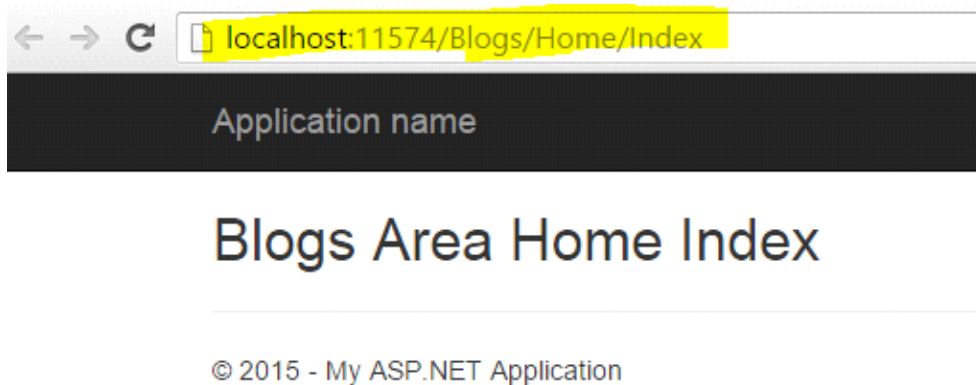 localhost:11574/Blogs/Home/Index
Application name
Blogs Area Home Index
© 2015 - My ASP.NET Application